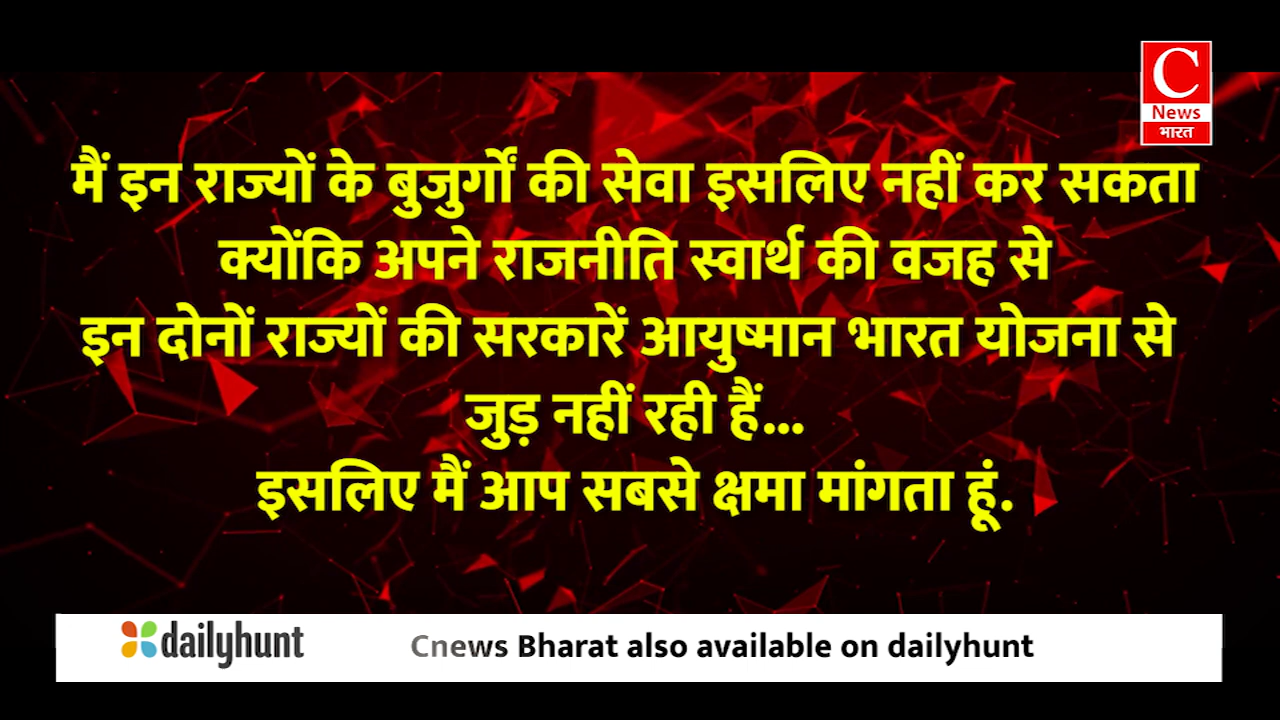 C
News
भारत
मैं इन राज्यों के बुजुर्गों की सेवा इसलिए नहीं कर सकता
क्योंकि अपने राजनीति स्वार्थ की वजह से
इन दोनों राज्यों की सरकारें आयुष्मान भारत योजना से
जुड़ नहीं रही हैं...
इसलिए मैं आप सबसे क्षमा मांगता हूं.
dailyhunt Cnews Bharat also available on dailyhunt